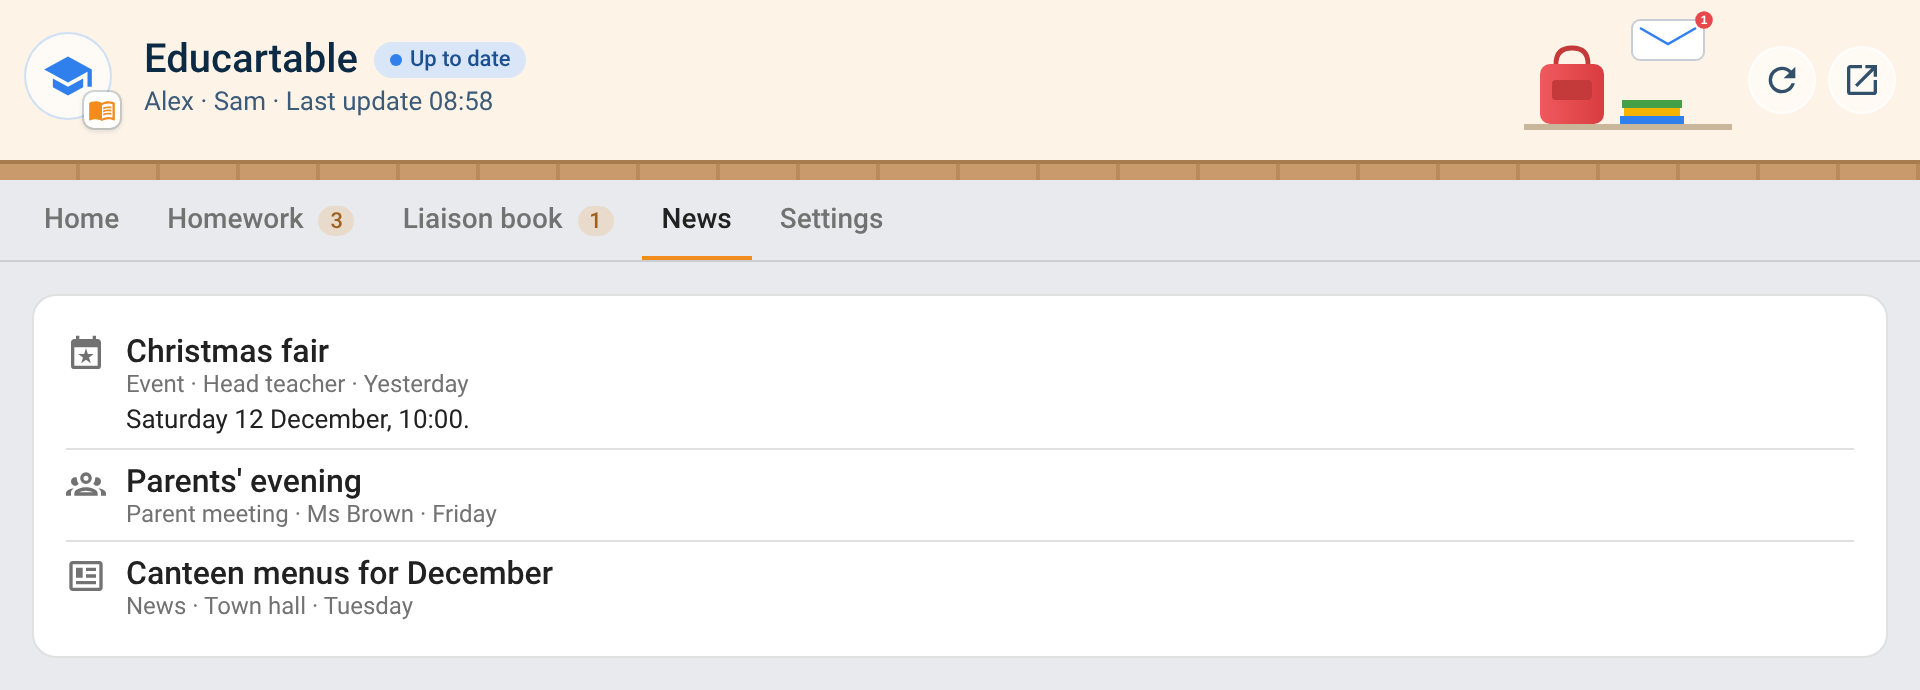 Educartable
Up to date
Alex · Sam · Last update 08:58
1
Home
Homework 3
Liaison book 1
News
Settings
Christmas fair
Event · Head teacher · Yesterday
Saturday 12 December, 10:00.
Parents' evening
Parent meeting · Ms Brown · Friday
Canteen menus for December
News · Town hall · Tuesday